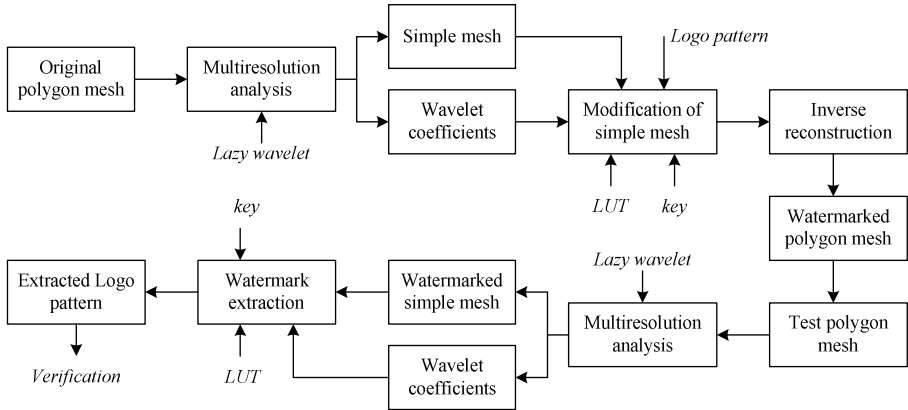 Original
polygon mesh
Multiresolution
analysis
Lazy wavelet
Simple mesh
Wavelet
coefficients
Logo pattern
Modification of
simple mesh
LUT
key
Inverse
reconstruction
Watermarked
polygon mesh
Test polygon
mesh
Lazy wavelet
Multiresolution
analysis
Watermarked
simple mesh
Wavelet
coefficients
key
Watermark
extraction
LUT
Extracted Logo
pattern
Verification